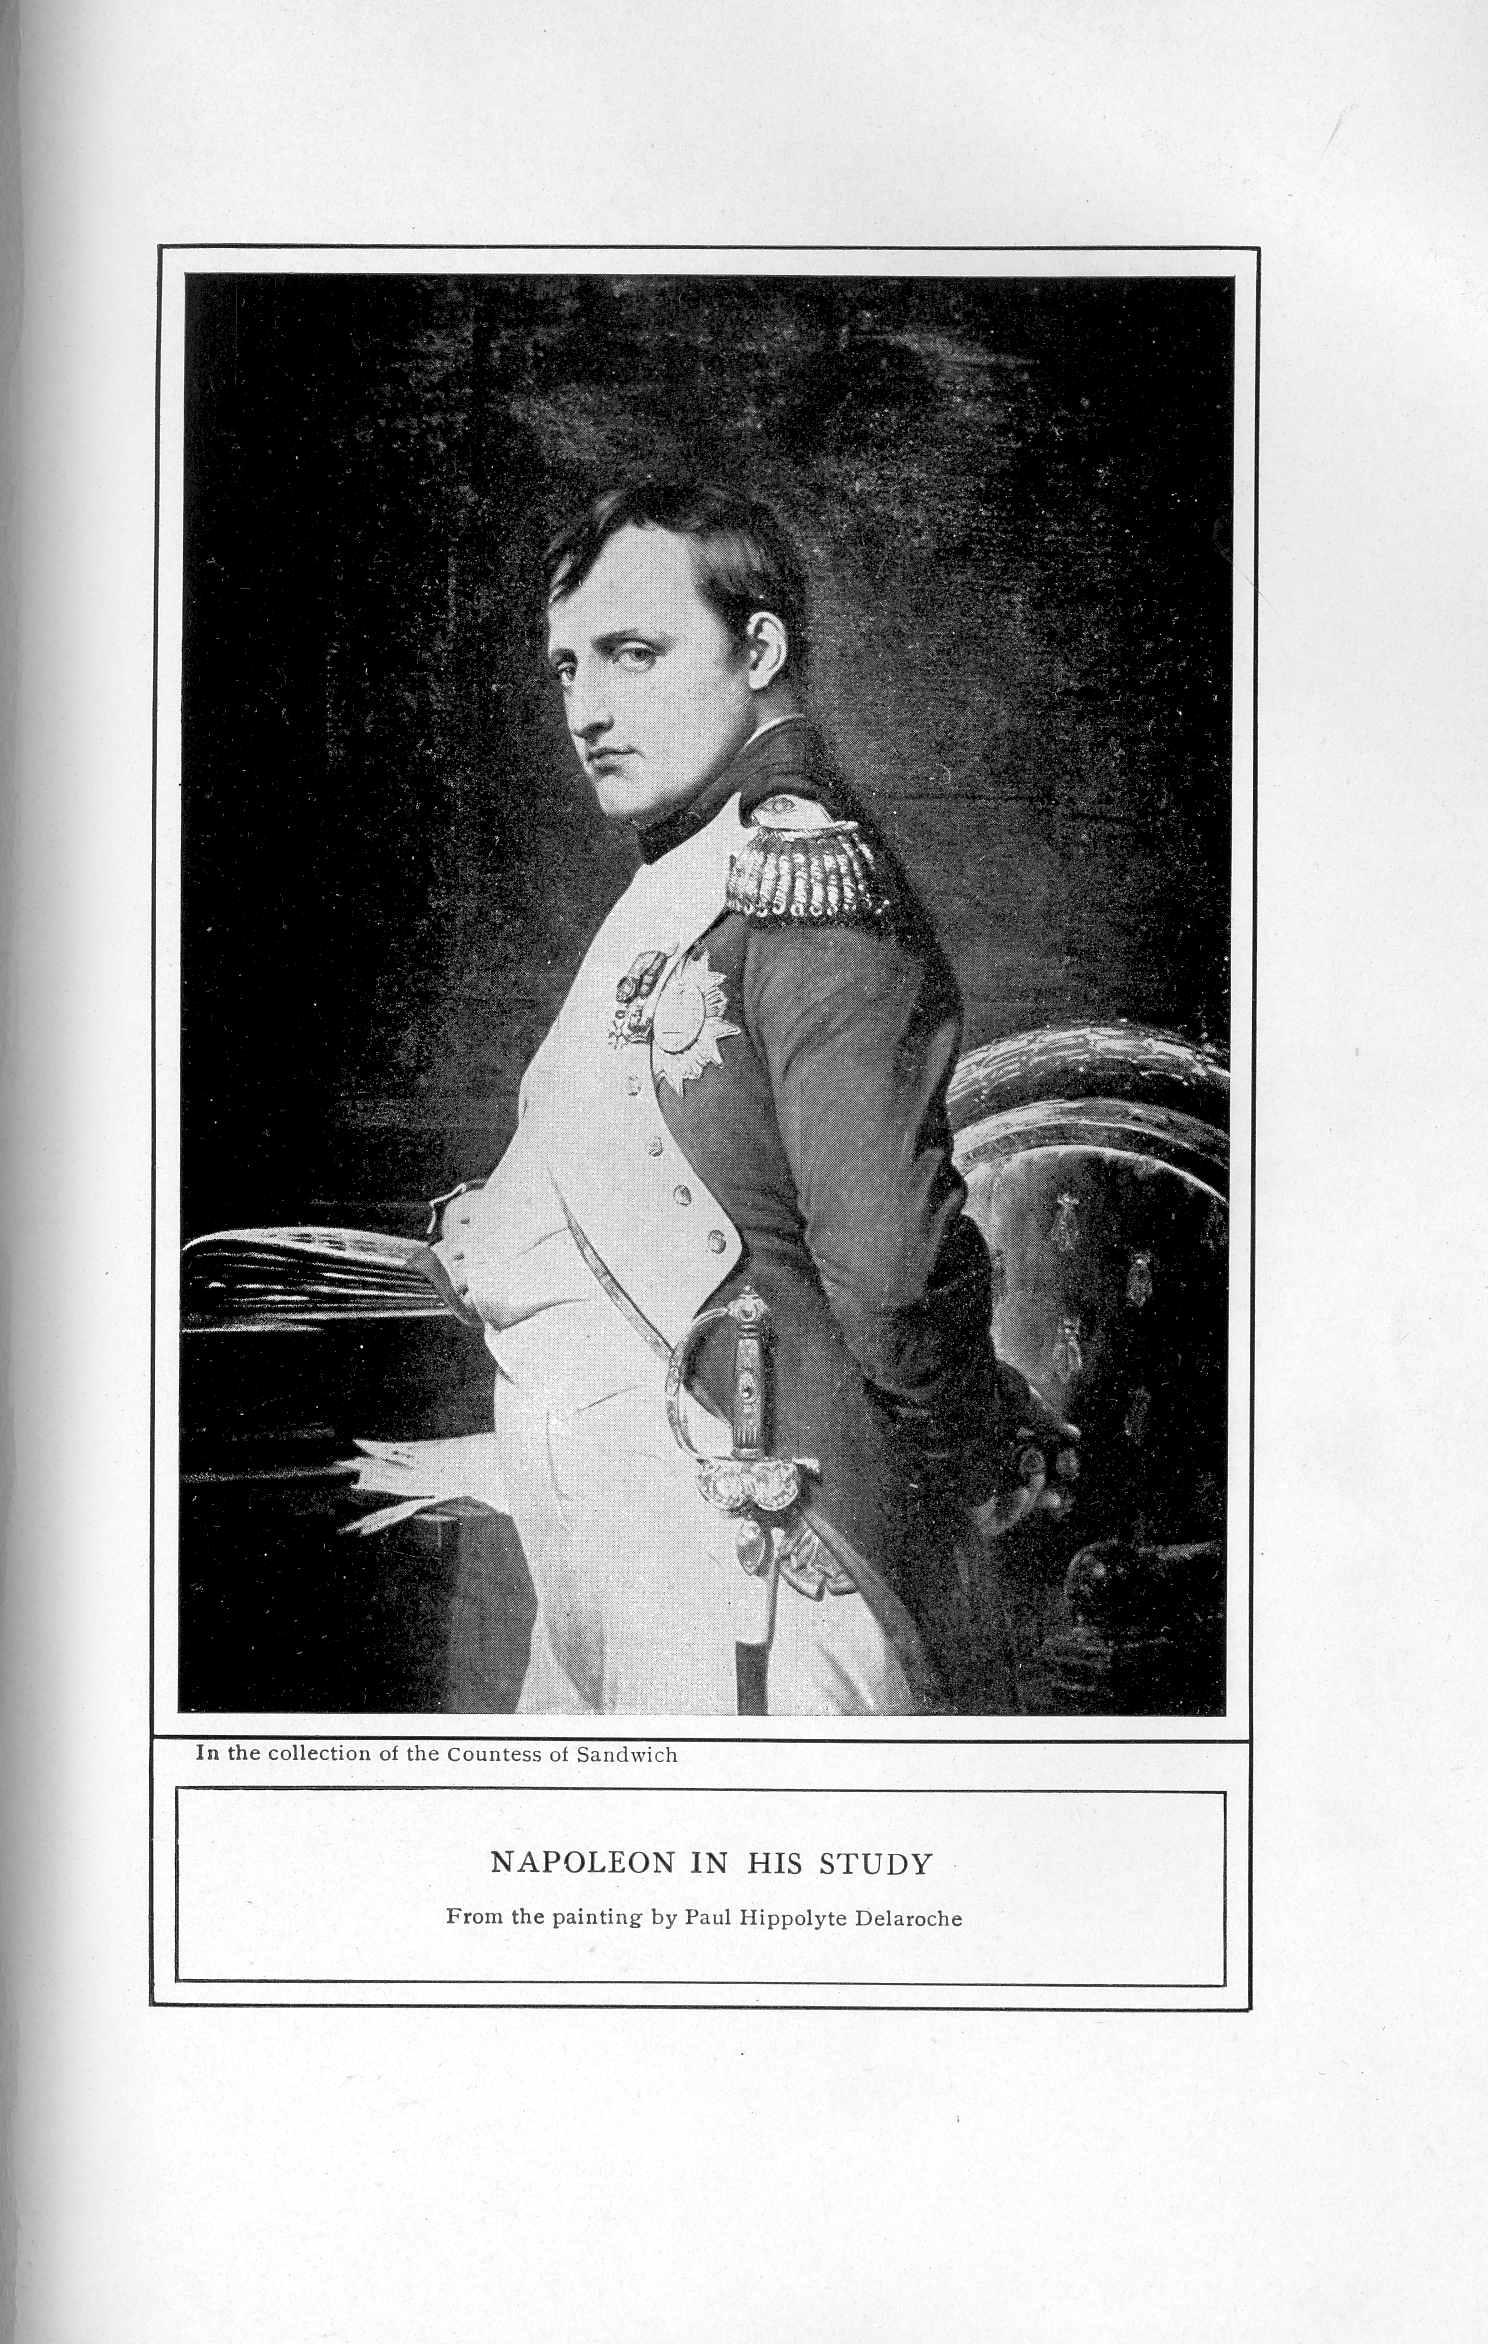 In the collection of the Countess of Sandwich
NAPOLEON IN HIS STUDY
From the painting by Paul Hippolyte Delaroche